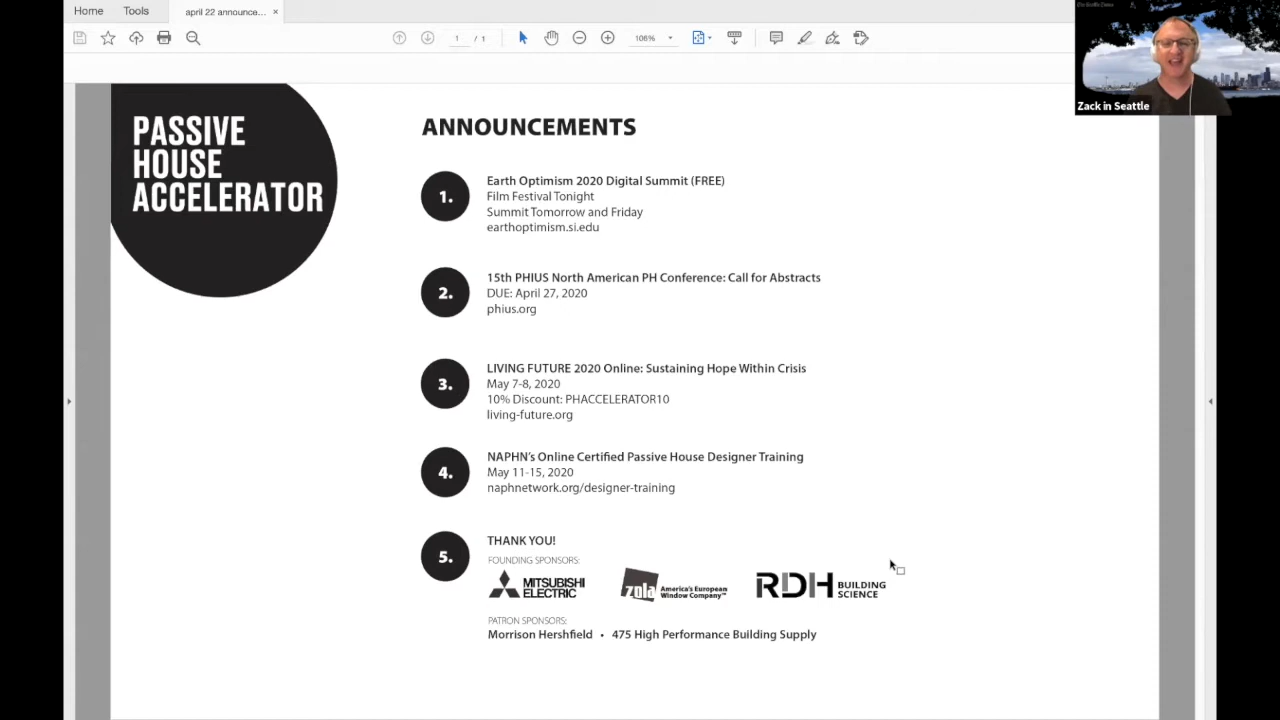 Home
Tools
april 22 announce...
1 / 1
106%
Zack in Seattle
PASSIVE
HOUSE
ACCELERATOR
ANNOUNCEMENTS
1.
Earth Optimism 2020 Digital Summit (FREE)
Film Festival Tonight
Summit Tomorrow and Friday
earthoptimism.si.edu
2.
15th PHIUS North American PH Conference: Call for Abstracts
DUE: April 27, 2020
phius.org
3.
LIVING FUTURE 2020 Online: Sustaining Hope Within Crisis
May 7-8, 2020
10% Discount: PHACCELERATOR10
living-future.org
4.
NAPHN's Online Certified Passive House Designer Training
May 11-15, 2020
naphnetwork.org/designer-training
5.
THANK YOU!
FOUNDING SPONSORS:
MITSUBISHI
ELECTRIC
zola
America's European
Window Company™
RDH
BUILDING
SCIENCE
PATRON SPONSORS:
Morrison Hershfield • 475 High Performance Building Supply